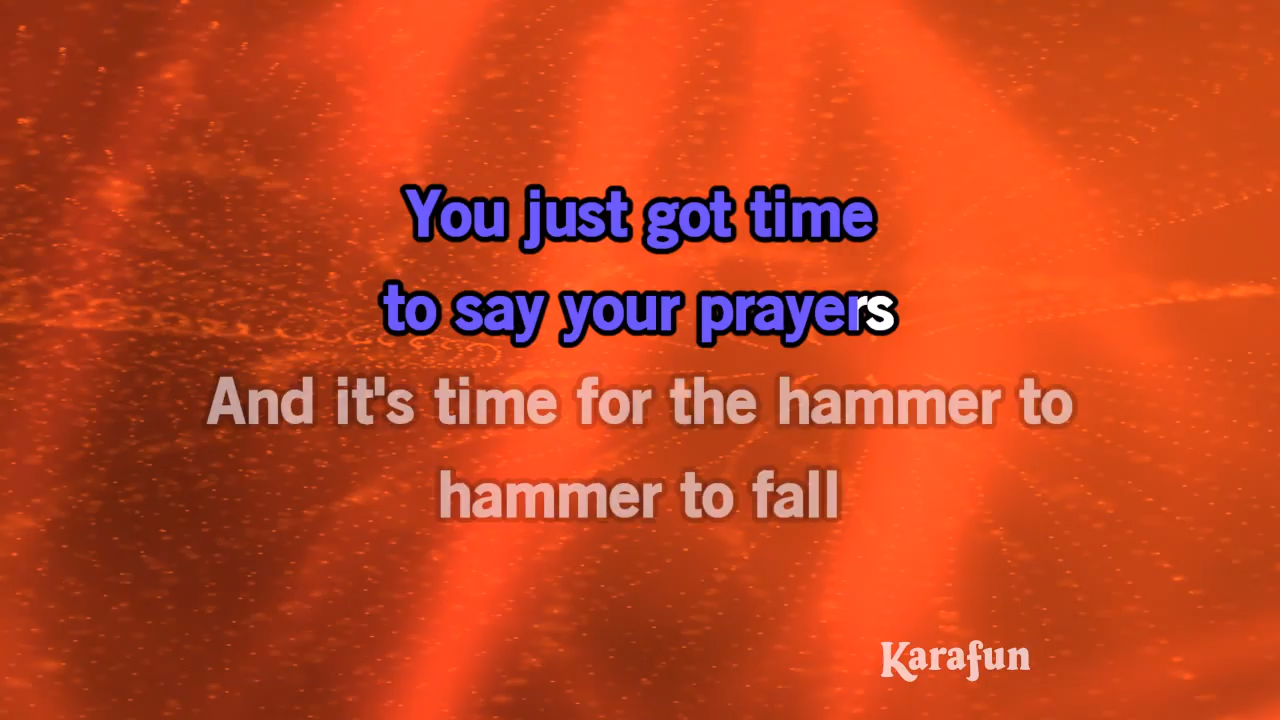 You just got time
to say your prayers
And it's time for the hammer to
hammer to fall
Karafun